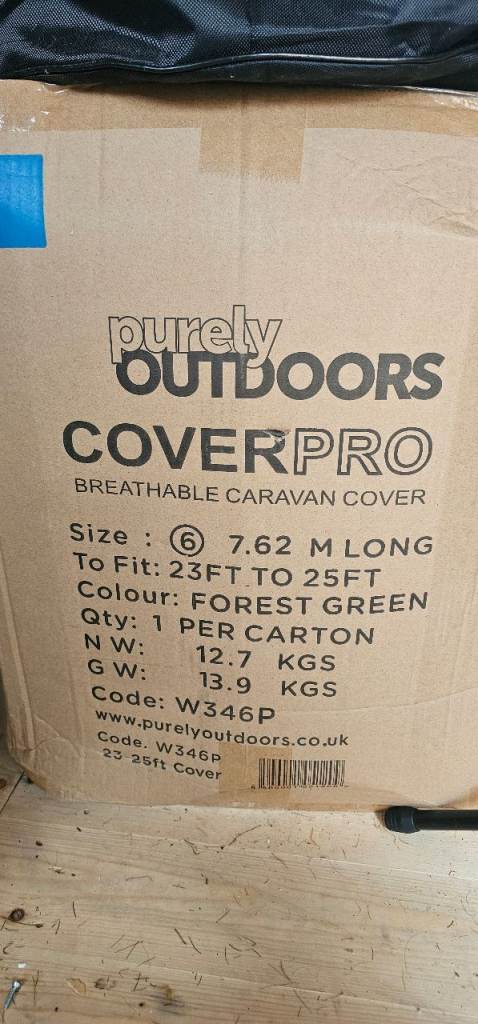 purely
OUTDOORS
COVERPRO
BREATHABLE CARAVAN COVER
Size : 6 7.62 M LONG
To Fit: 23FT TO 25FT
Colour: FOREST GREEN
Qty: 1 PER CARTON
N W: 12.7 KGS
G W: 13.9 KGS
Code: W346P
www.purelyoutdoors.co.uk
Code. W346P
23-25ft Cover